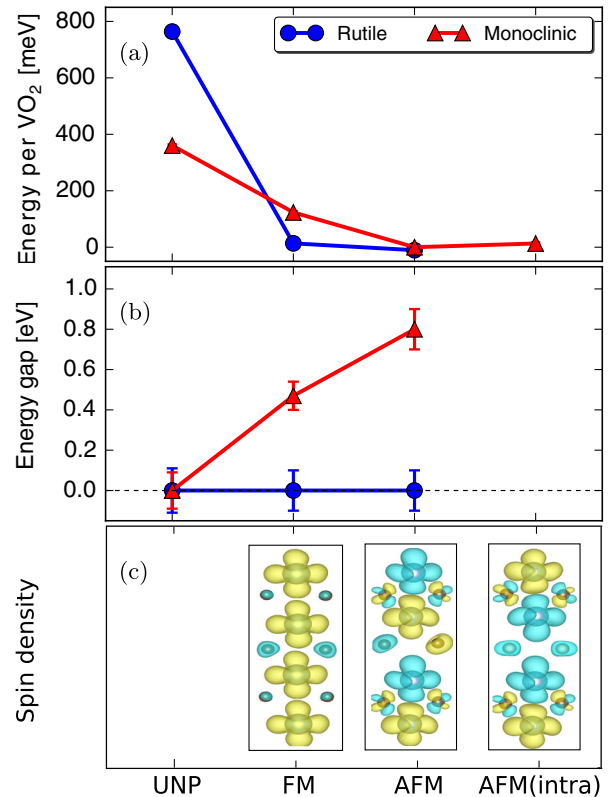 800
600
400
200
0
Energy per VO2 [meV]
(a)
Rutile
Monoclinic
1.0
0.8
0.6
0.4
0.2
0.0
Energy gap [eV]
(b)
Spin density
(c)
UNP FM AFM AFM(intra)